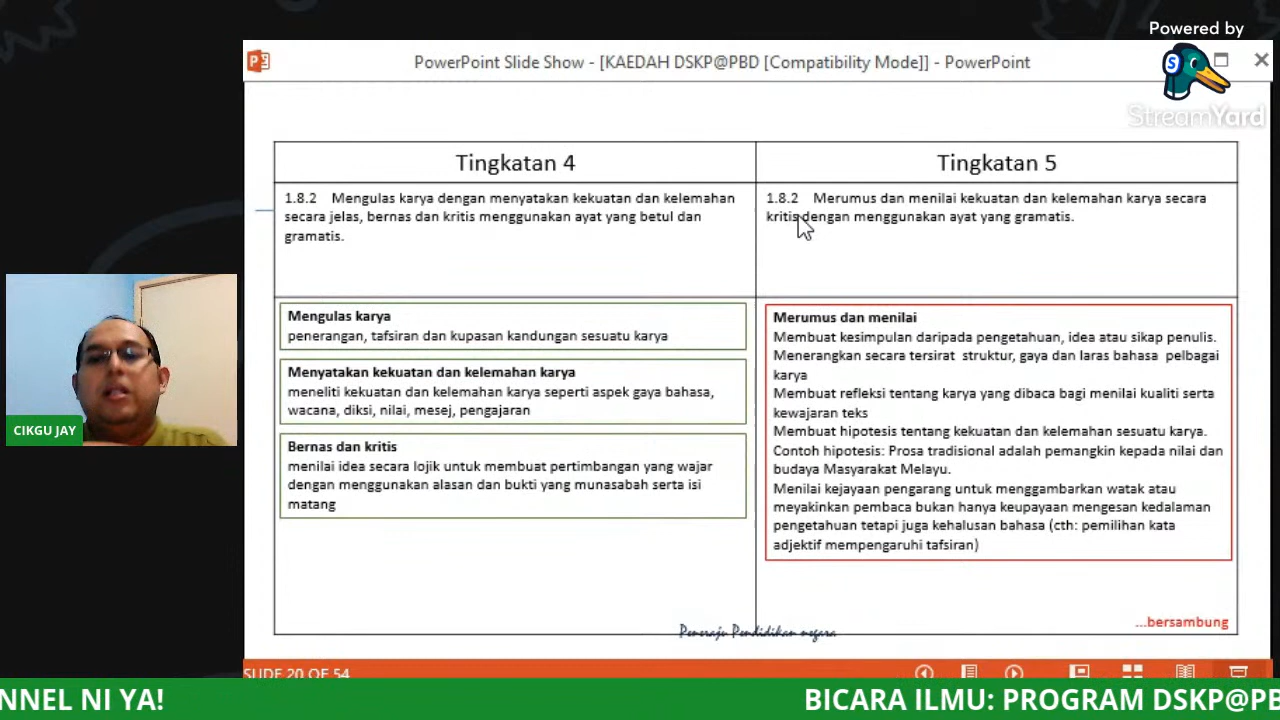 Powered by
StreamYard
PowerPoint Slide Show - [KAEDAH DSKP@PBD [Compatibility Mode]] - PowerPoint
Tingkatan 4
1.8.2 Mengulas karya dengan menyatakan kekuatan dan kelemahan
secara jelas, bernas dan kritis menggunakan ayat yang betul dan
gramatis.
Mengulas karya
penerangan, tafsiran dan kupasan kandungan sesuatu karya
Menyatakan kekuatan dan kelemahan karya
meneliti kekuatan dan kelemahan karya seperti aspek gaya bahasa,
wacana, diksi, nilai, mesej, pengajaran
Bernas dan kritis
menilai idea secara lojik untuk membuat pertimbangan yang wajar
dengan menggunakan alasan dan bukti yang munasabah serta isi
matang
Tingkatan 5
1.8.2 Merumus dan menilai kekuatan dan kelemahan karya secara
kritis dengan menggunakan ayat yang gramatis.
Merumus dan menilai
Membuat kesimpulan daripada pengetahuan, idea atau sikap penulis.
Menerangkan secara tersirat struktur, gaya dan laras bahasa pelbagai
karya
Membuat refleksi tentang karya yang dibaca bagi menilai kualiti serta
kewajaran teks
Membuat hipotesis tentang kekuatan dan kelemahan sesuatu karya.
Contoh hipotesis: Prosa tradisional adalah pemangkin kepada nilai dan
budaya Masyarakat Melayu.
Menilai kejayaan pengarang untuk menggambarkan watak atau
meyakinkan pembaca bukan hanya keupayaan mengesan kedalaman
pengetahuan tetapi juga kehalusan bahasa (cth: pemilihan kata
adjektif mempengaruhi tafsiran)
...bersambung
Peneraju Pendidikan negara
SLIDE 20 OF 54
CIKGU JAY
NNEL NI YA!
BICARA ILMU: PROGRAM DSKP@PB